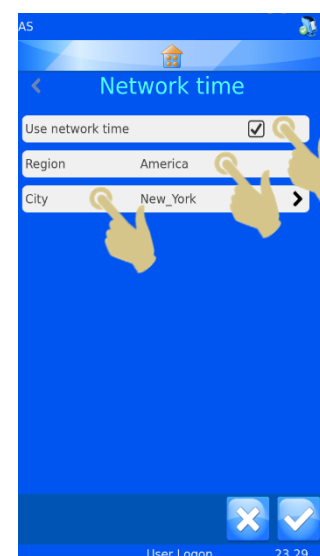 AS
Network time
Use network time
Region America
City New_York
User Logon 23.29